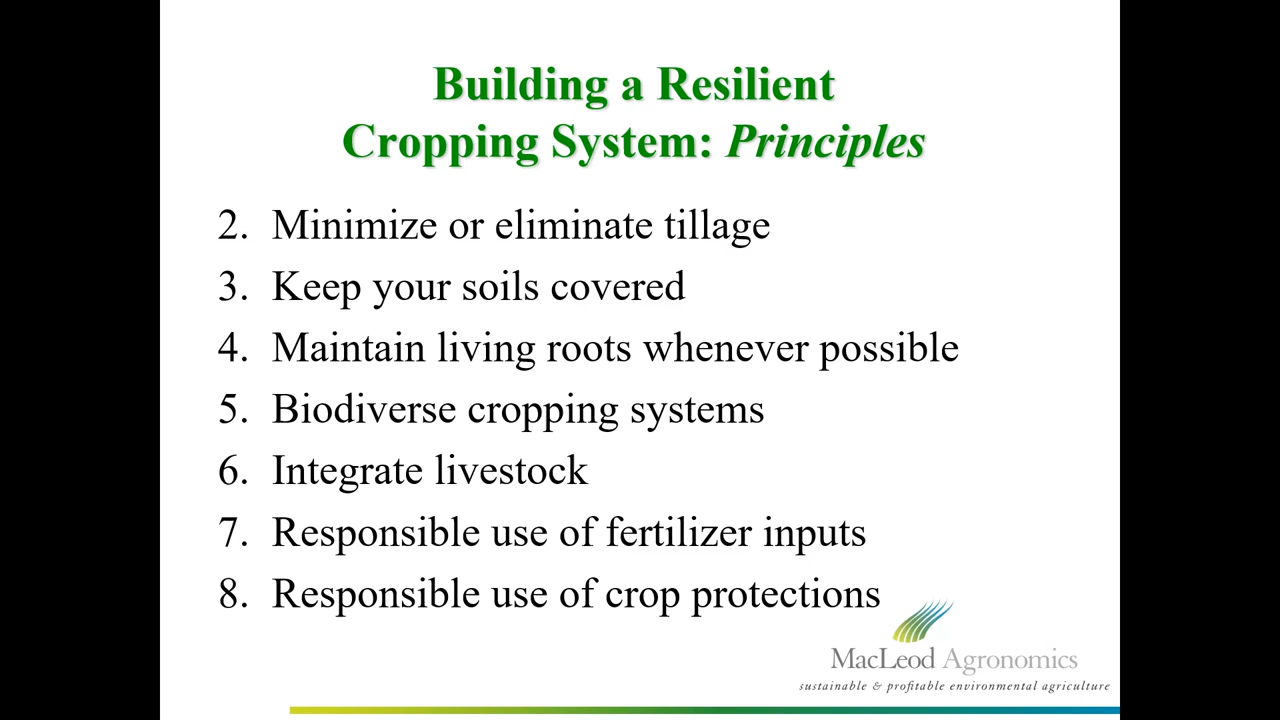 Building a Resilient
Cropping System: Principles
2. Minimize or eliminate tillage
3. Keep your soils covered
4. Maintain living roots whenever possible
5. Biodiverse cropping systems
6. Integrate livestock
7. Responsible use of fertilizer inputs
8. Responsible use of crop protections
MacLeod Agronomics
sustainable & profitable environmental agriculture